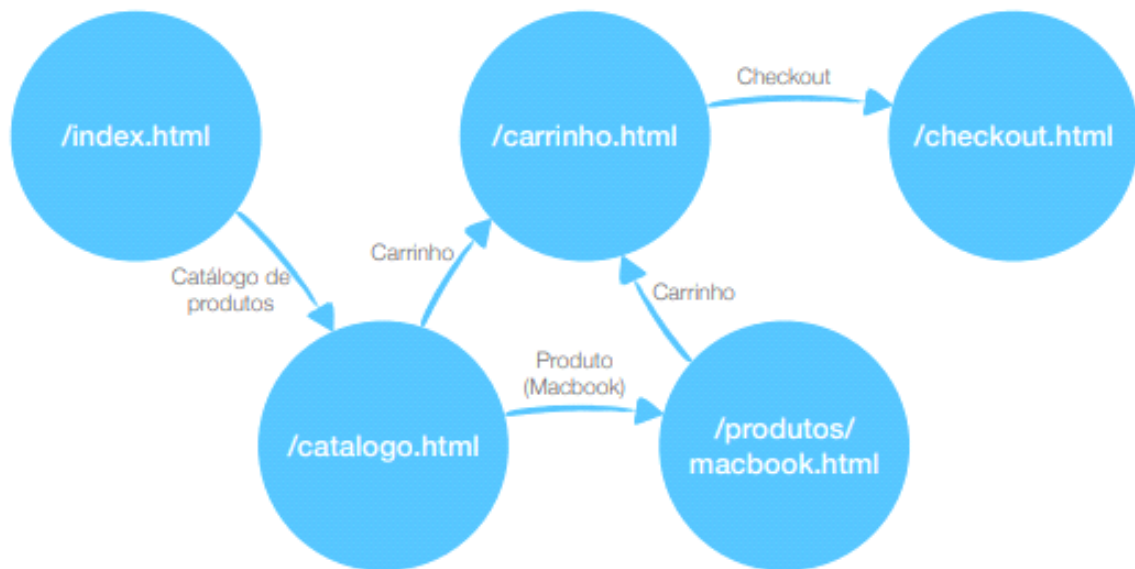 /index.html
Catálogo de
produtos
/catalogo.html
Carrinho
/carrinho.html
Checkout
/checkout.html
Produto
(Macbook)
/produtos/
macbook.html
Carrinho